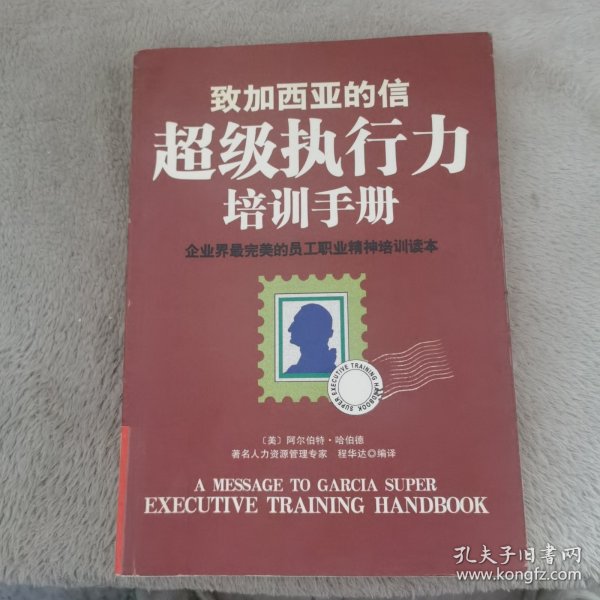 致加西亚的信
超级执行力
培训手册
企业界最完美的员工职业精神培训读本
SUPER EXECUTIVE TRAINING HANDBOOK
〔美〕阿尔伯特·哈伯德
著名人力资源管理专家 程华达◎编译
A MESSAGE TO GARCIA SUPER
EXECUTIVE TRAINING HANDBOOK
孔夫子旧书网
www.kongfz.com